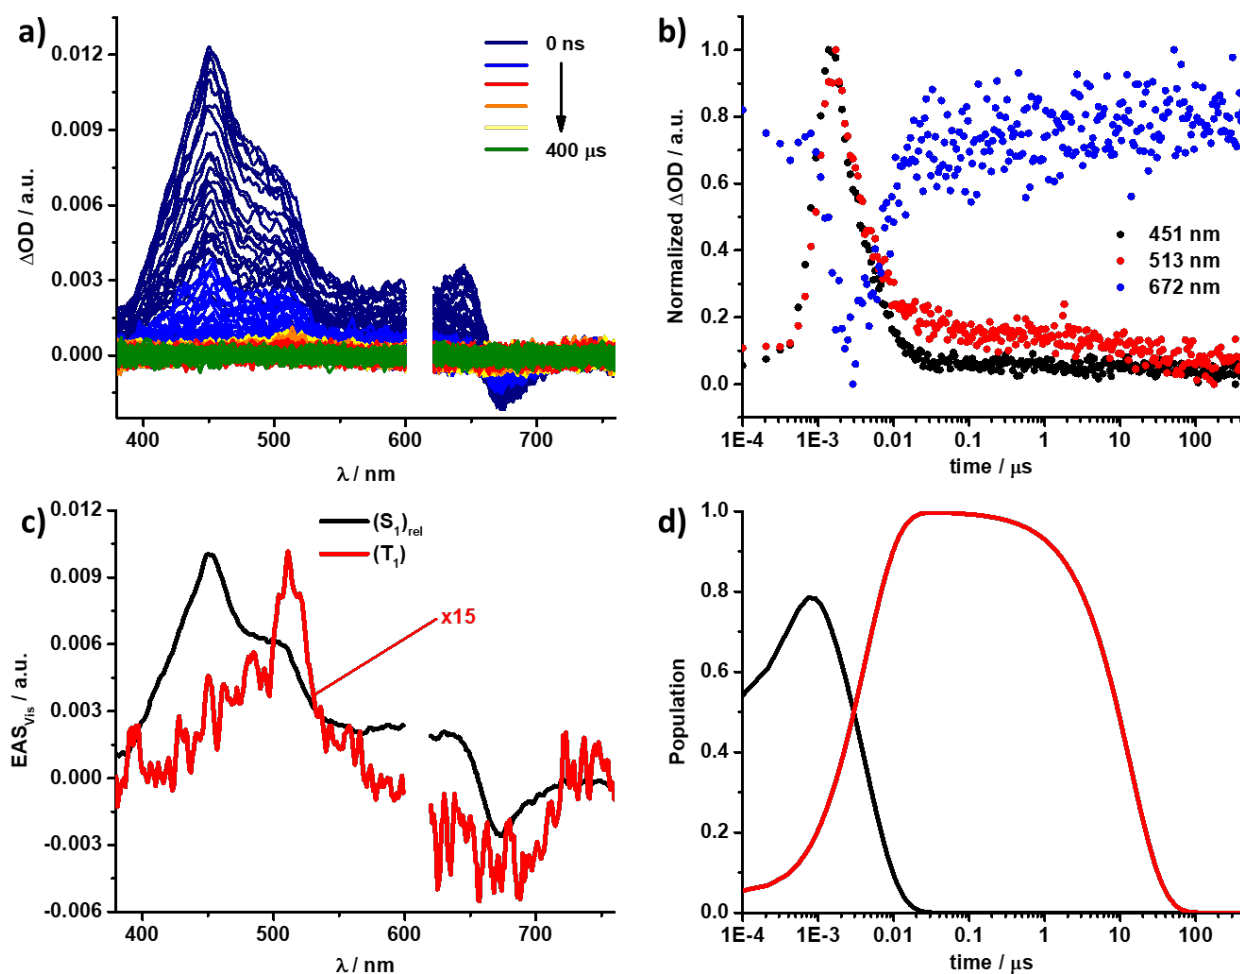 a)
0.012
0.009
0.006
0.003
0.000
ΔOD / a.u.
400 500 600 700
λ / nm
0 ns
400 µs
b)
1.0
0.8
0.6
0.4
0.2
0.0
Normalized ΔOD / a.u.
451 nm
513 nm
672 nm
1E-4 1E-3 0.01 0.1 1 10 100
time / µs
c)
0.012
0.009
0.006
0.003
0.000
-0.003
-0.006
EAS_Vis / a.u.
(S_1)_rel
(T_1)
x15
400 500 600 700
λ / nm
d)
1.0
0.8
0.6
0.4
0.2
0.0
Population
1E-4 1E-3 0.01 0.1 1 10 100
time / µs